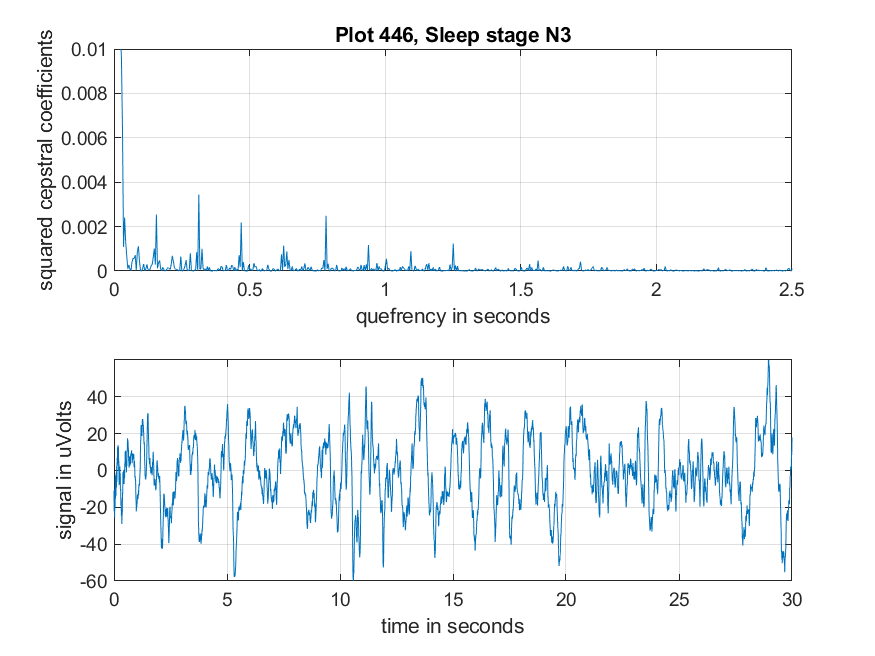 Plot 446, Sleep stage N3
squared cepstral coefficients
0.01
0.008
0.006
0.004
0.002
0
0 0.5 1 1.5 2 2.5
quefrency in seconds
signal in uVolts
40
20
0
-20
-40
-60
0 5 10 15 20 25 30
time in seconds